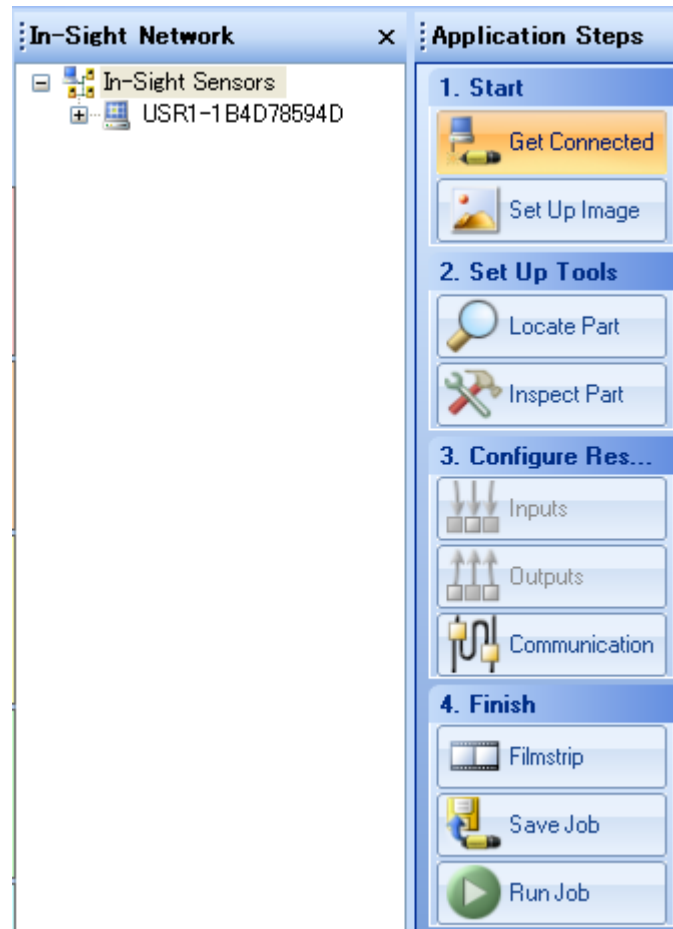 In-Sight Network
In-Sight Sensors
USR1-1B4D78594D
Application Steps
1. Start
Get Connected
Set Up Image
2. Set Up Tools
Locate Part
Inspect Part
3. Configure Res...
Inputs
Outputs
Communication
4. Finish
Filmstrip
Save Job
Run Job